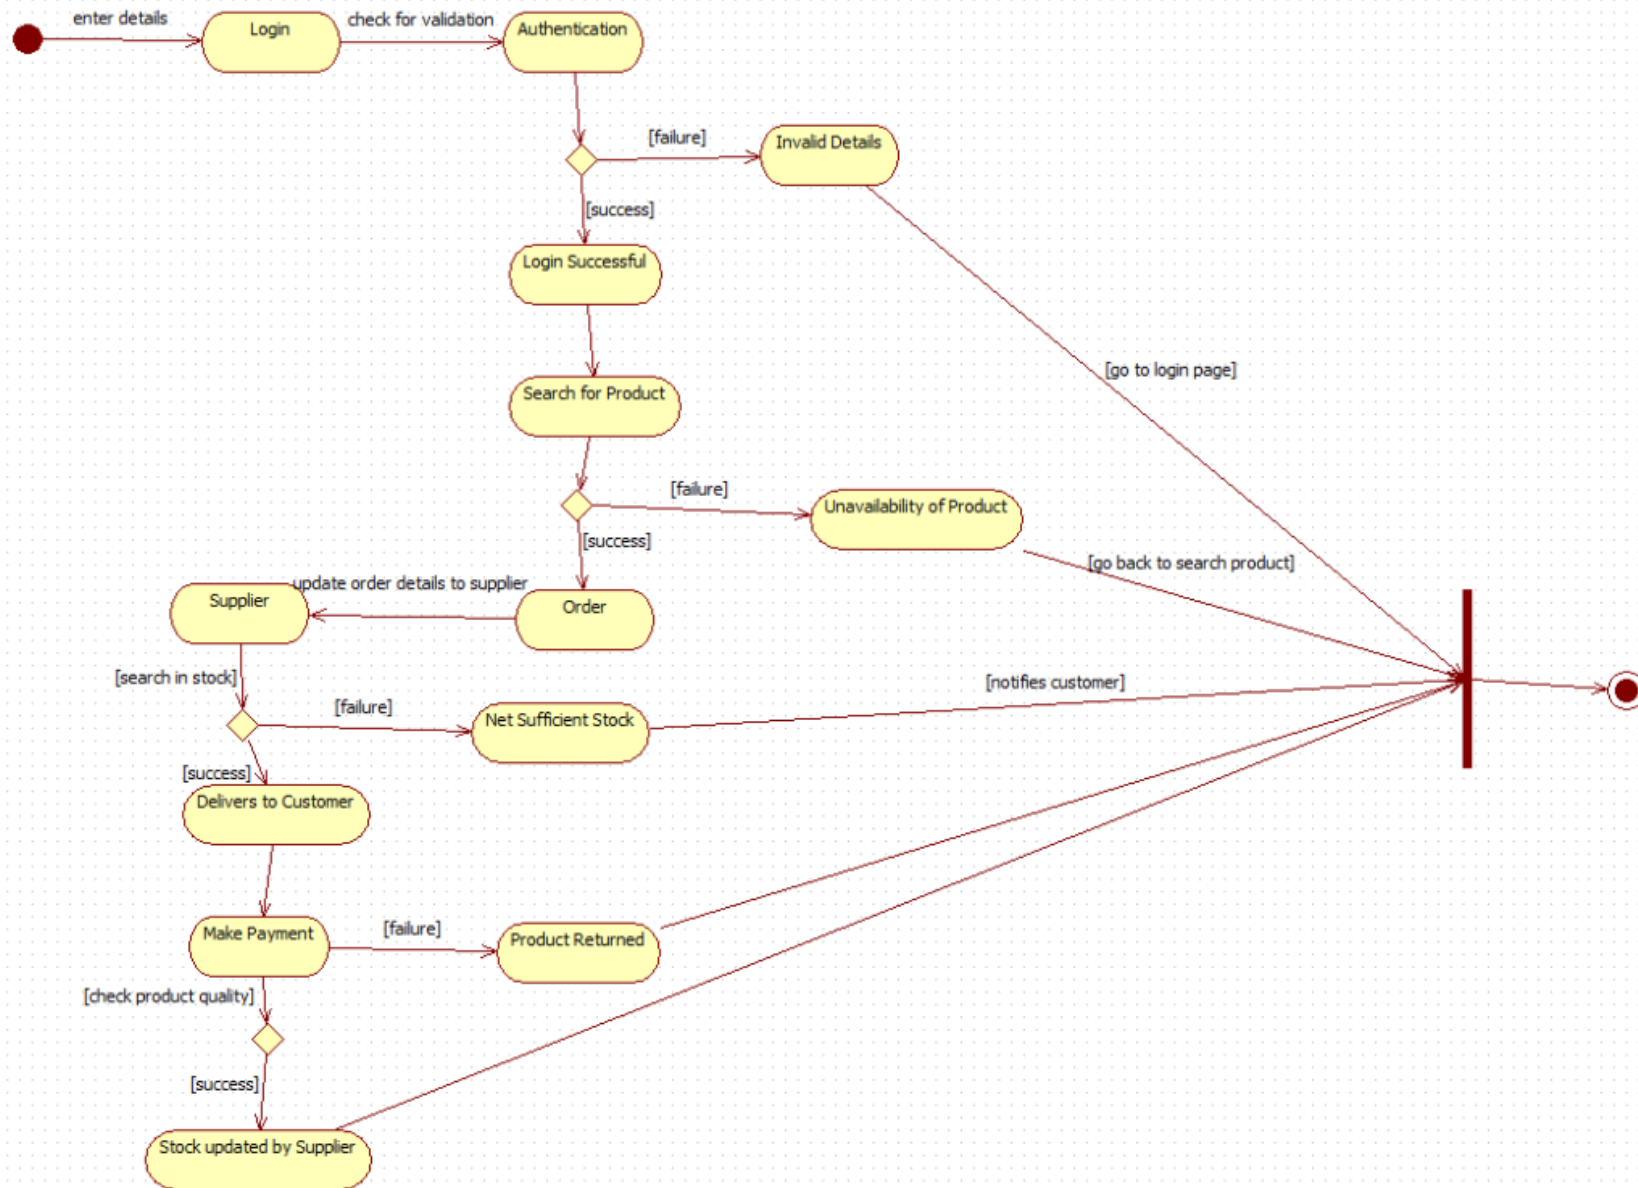 enter details
Login
check for validation
Authentication
[failure]
Invalid Details
[success]
Login Successful
[go to login page]
Search for Product
[failure]
Unavailability of Product
[success]
[go back to search product]
update order details to supplier
Supplier
Order
[search in stock]
[notifies customer]
[failure]
Net Sufficient Stock
[success]
Delivers to Customer
Make Payment
[failure]
Product Returned
[check product quality]
[success]
Stock updated by Supplier